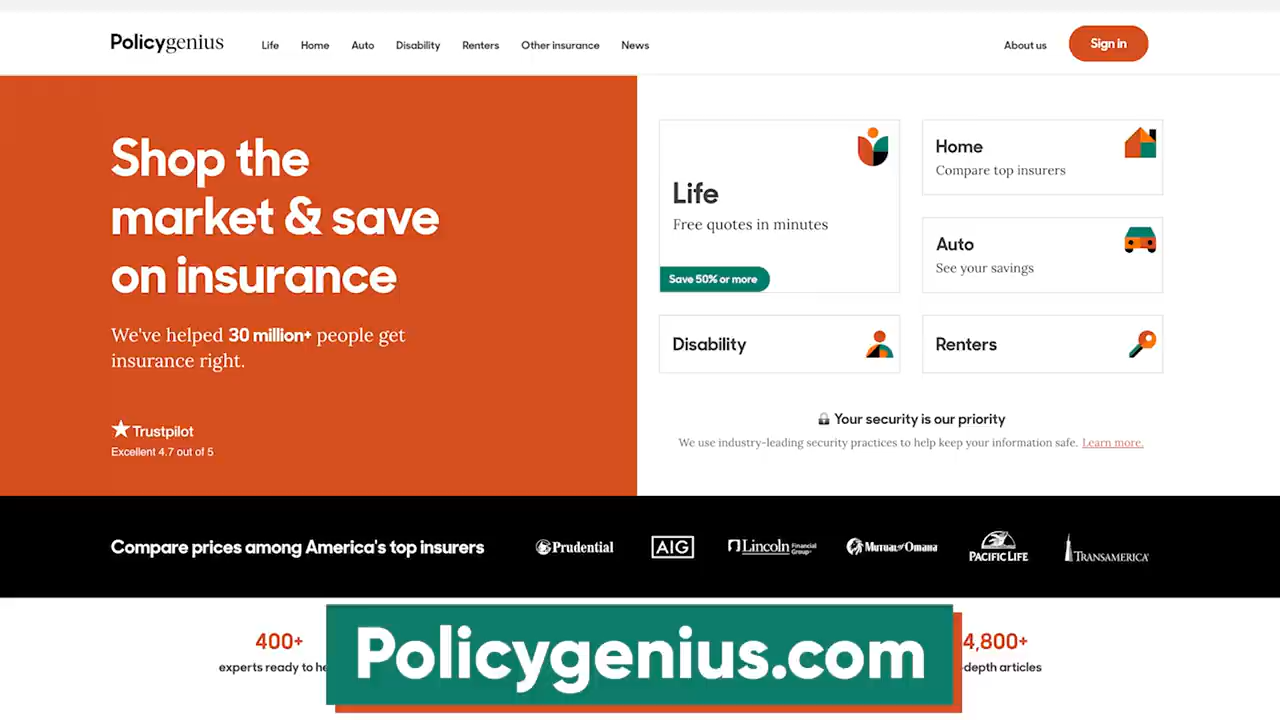 Policygenius
Life
Home
Auto
Disability
Renters
Other insurance
News
About us
Sign in
Shop the
market & save
on insurance
We've helped 30 million+ people get
insurance right.
Trustpilot
Excellent 4.7 out of 5
Life
Free quotes in minutes
Save 50% or more
Home
Compare top insurers
Auto
See your savings
Disability
Renters
Your security is our priority
We use industry-leading security practices to help keep your information safe. Learn more.
Compare prices among America's top insurers
Prudential
AIG
Lincoln Financial Group
Mutual of Omaha
PACIFIC LIFE
TRANSAMERICA
400+
experts ready to he
4,800+
-depth articles
Policygenius.com